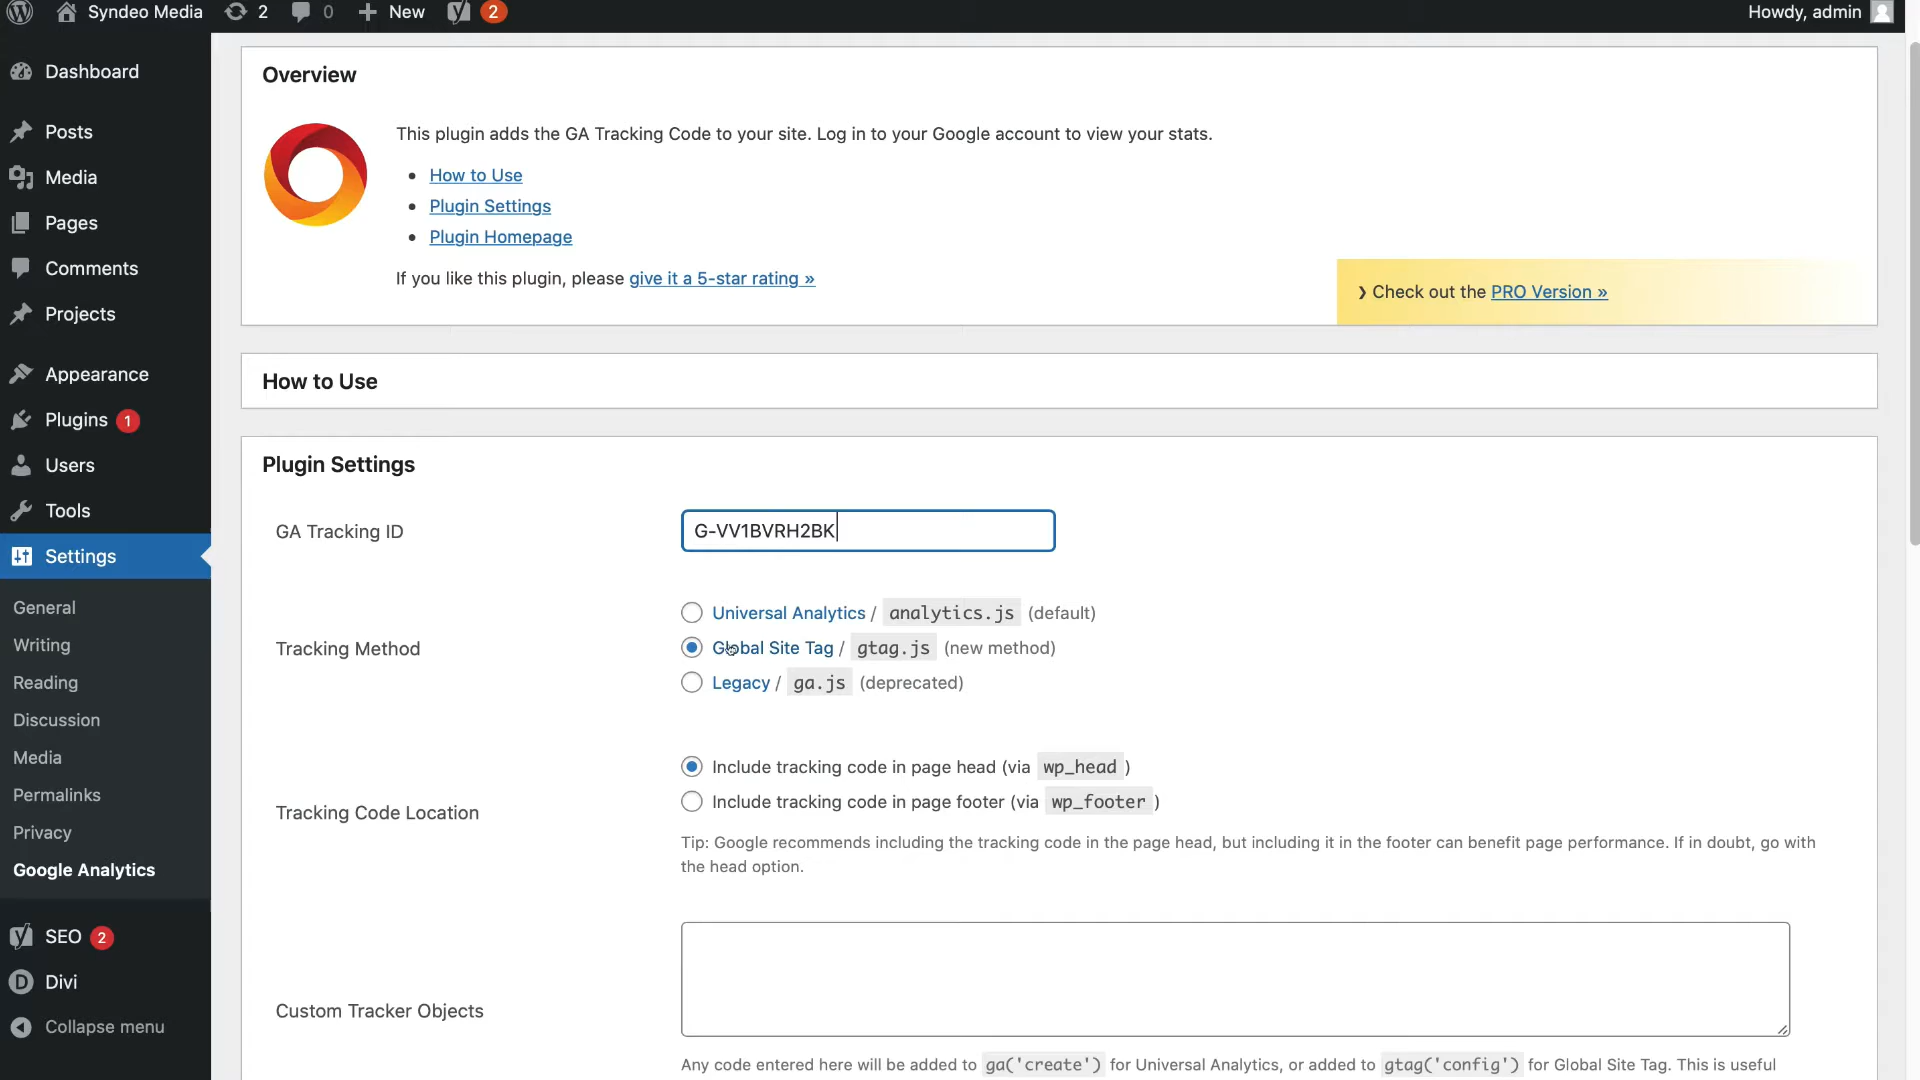 Syndeo Media 2 0 New 2 Howdy, admin
Dashboard
Posts
Media
Pages
Comments
Projects
Appearance
Plugins 1
Users
Tools
Settings
General
Writing
Reading
Discussion
Media
Permalinks
Privacy
Google Analytics
SEO 2
Divi
Collapse menu
Overview
This plugin adds the GA Tracking Code to your site. Log in to your Google account to view your stats.
How to Use
Plugin Settings
Plugin Homepage
If you like this plugin, please give it a 5-star rating »
❯ Check out the PRO Version »
How to Use
Plugin Settings
GA Tracking ID
G-VV1BVRH2BK
Tracking Method
Universal Analytics / analytics.js (default)
Global Site Tag / gtag.js (new method)
Legacy / ga.js (deprecated)
Tracking Code Location
Include tracking code in page head (via wp_head )
Include tracking code in page footer (via wp_footer )
Tip: Google recommends including the tracking code in the page head, but including it in the footer can benefit page performance. If in doubt, go with
the head option.
Custom Tracker Objects
Any code entered here will be added to ga('create') for Universal Analytics, or added to gtag('config') for Global Site Tag. This is useful